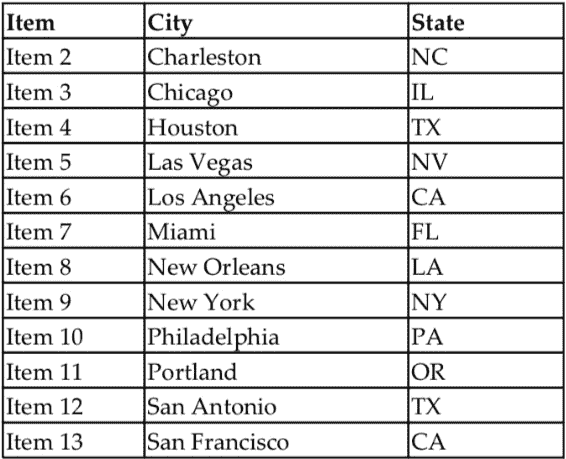 Item City State
Item 2 Charleston NC
Item 3 Chicago IL
Item 4 Houston TX
Item 5 Las Vegas NV
Item 6 Los Angeles CA
Item 7 Miami FL
Item 8 New Orleans LA
Item 9 New York NY
Item 10 Philadelphia PA
Item 11 Portland OR
Item 12 San Antonio TX
Item 13 San Francisco CA